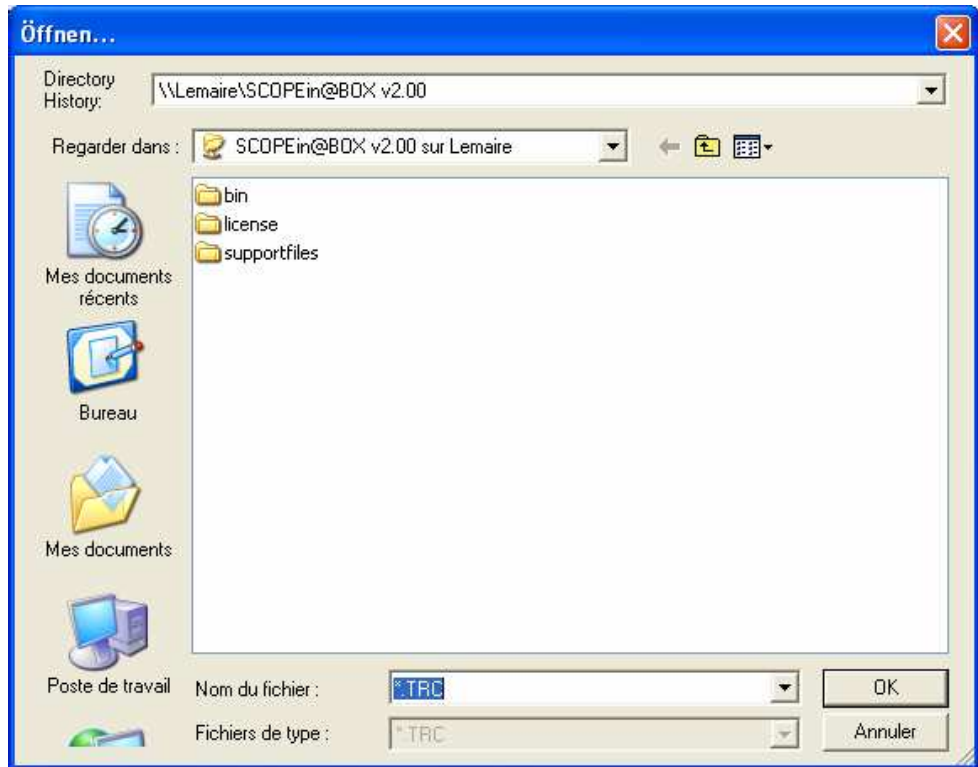 Öffnen...
Directory
History:
\\Lemaire\SCOPEin@BOX v2.00
Regarder dans :
SCOPEin@BOX v2.00 sur Lemaire
bin
license
supportfiles
Mes documents
récents
Bureau
Mes documents
Poste de travail
Nom du fichier :
*.TRC
OK
Fichiers de type :
*.TRC
Annuler